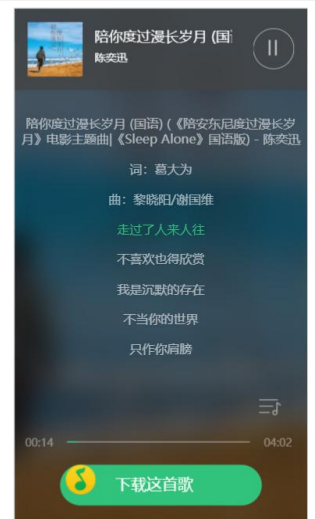 陪你度过漫长岁月 (国
陈奕迅
陪你度过漫长岁月 (国语) (《陪安东尼度过漫长岁
月》电影主题曲|《Sleep Alone》国语版) - 陈奕迅
词：葛大为
曲：黎晓阳/谢国维
走过了人来人往
不喜欢也得欣赏
我是沉默的存在
不当你的世界
只作你肩膀
00:14
04:02
下载这首歌